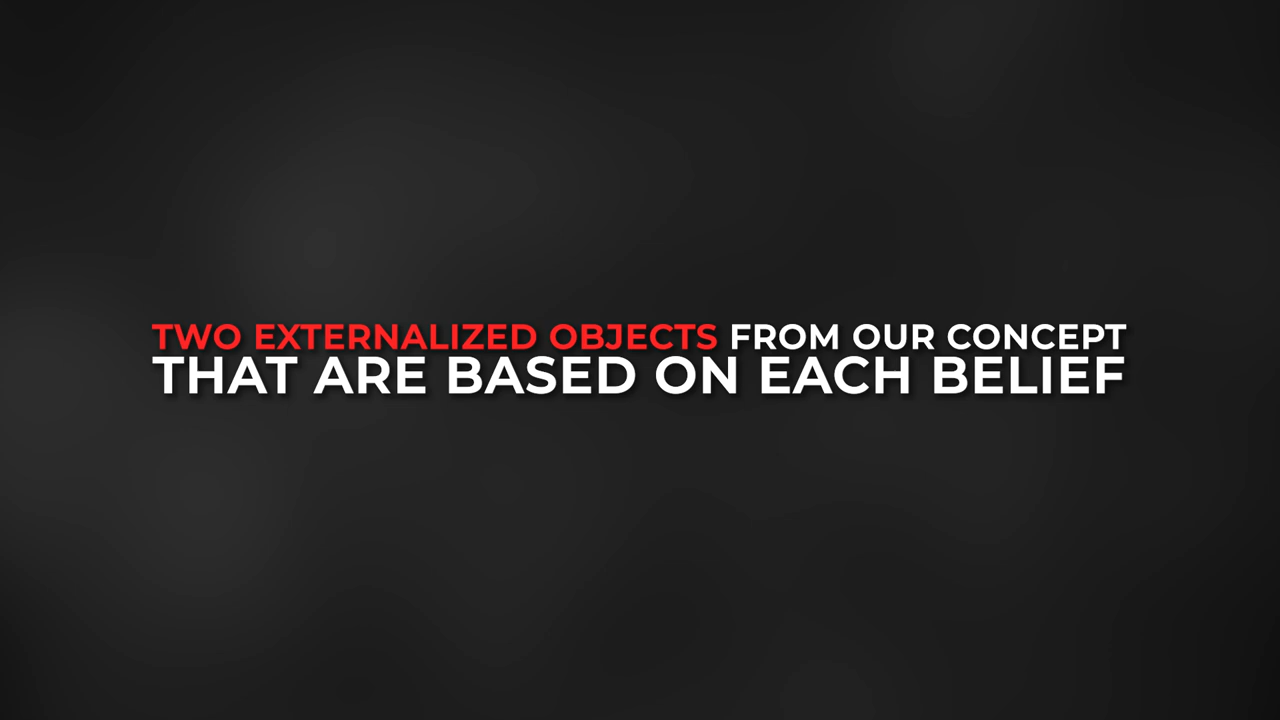 TWO EXTERNALIZED OBJECTS FROM OUR CONCEPT
THAT ARE BASED ON EACH BELIEF